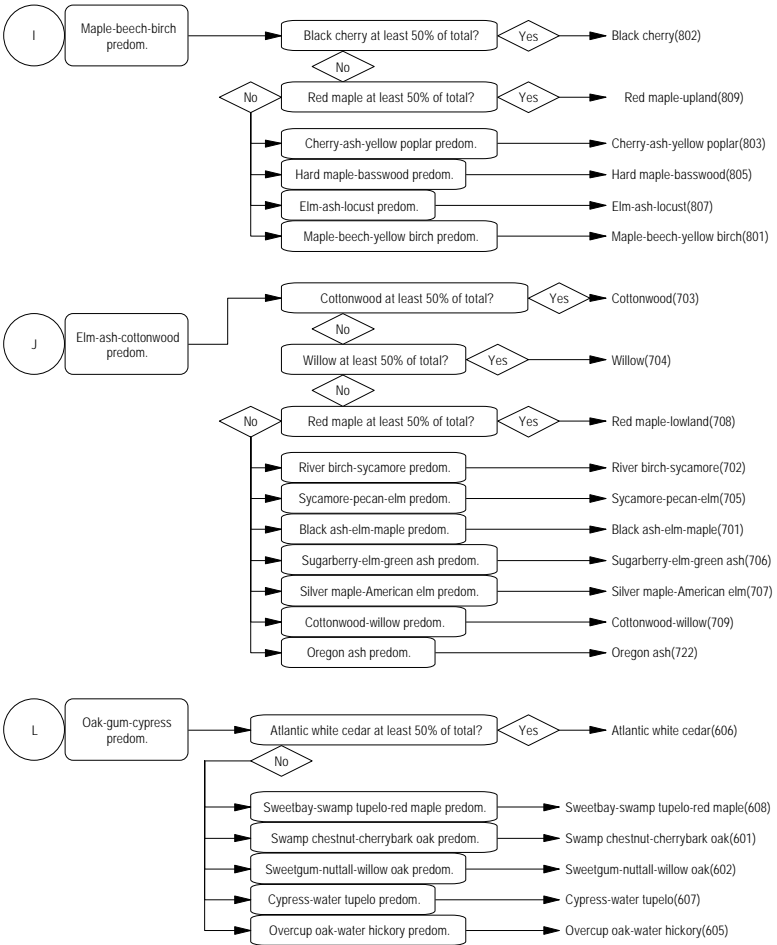 I
Maple-beech-birch
predom.
Black cherry at least 50% of total?
Yes
Black cherry(802)
No
No
Red maple at least 50% of total?
Yes
Red maple-upland(809)
Cherry-ash-yellow poplar predom.
Cherry-ash-yellow poplar(803)
Hard maple-basswood predom.
Hard maple-basswood(805)
Elm-ash-locust predom.
Elm-ash-locust(807)
Maple-beech-yellow birch predom.
Maple-beech-yellow birch(801)
J
Elm-ash-cottonwood
predom.
Cottonwood at least 50% of total?
Yes
Cottonwood(703)
No
Willow at least 50% of total?
Yes
Willow(704)
No
No
Red maple at least 50% of total?
Yes
Red maple-lowland(708)
River birch-sycamore predom.
River birch-sycamore(702)
Sycamore-pecan-elm predom.
Sycamore-pecan-elm(705)
Black ash-elm-maple predom.
Black ash-elm-maple(701)
Sugarberry-elm-green ash predom.
Sugarberry-elm-green ash(706)
Silver maple-American elm predom.
Silver maple-American elm(707)
Cottonwood-willow predom.
Cottonwood-willow(709)
Oregon ash predom.
Oregon ash(722)
L
Oak-gum-cypress
predom.
Atlantic white cedar at least 50% of total?
Yes
Atlantic white cedar(606)
No
Sweetbay-swamp tupelo-red maple predom.
Sweetbay-swamp tupelo-red maple(608)
Swamp chestnut-cherrybark oak predom.
Swamp chestnut-cherrybark oak(601)
Sweetgum-nuttall-willow oak predom.
Sweetgum-nuttall-willow oak(602)
Cypress-water tupelo predom.
Cypress-water tupelo(607)
Overcup oak-water hickory predom.
Overcup oak-water hickory(605)